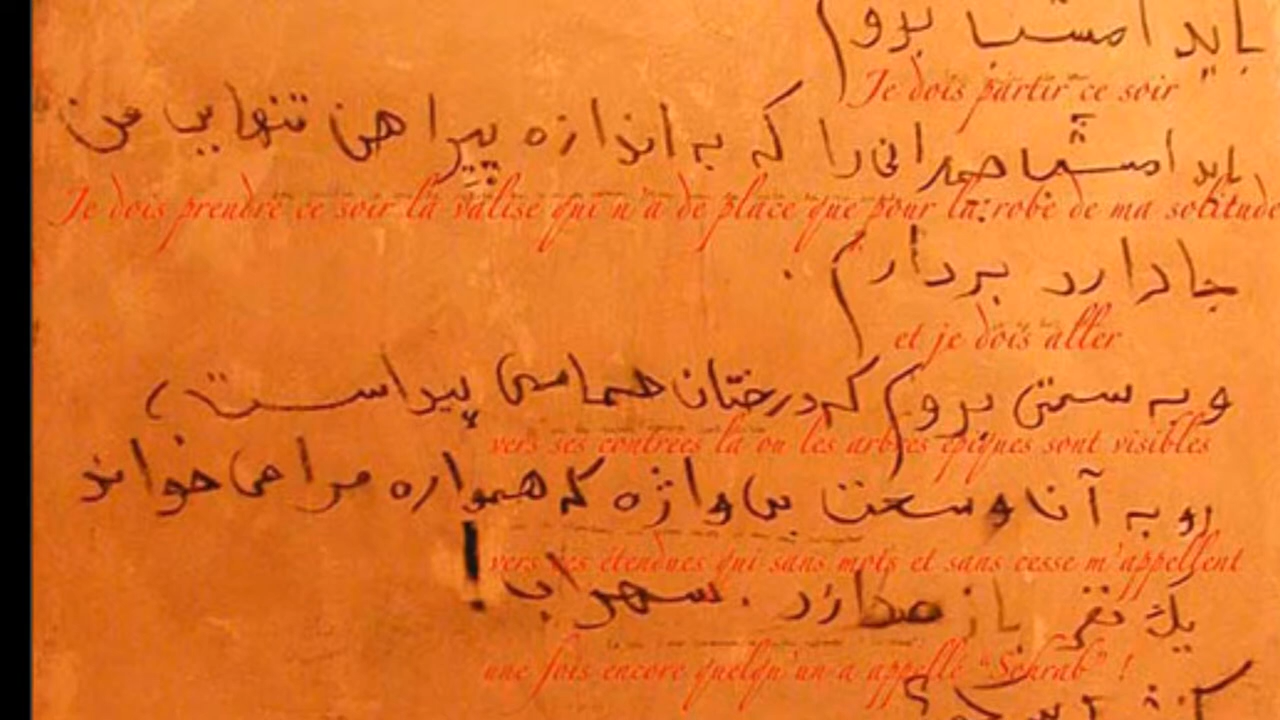 باید امشب بروم
Je dois partir ce soir
باید امشب چمدانی را که به اندازه پیراهن تنهایی من
Je dois prendre ce soir la valise qui n'a de place que pour la robe de ma solitude
جا دارد بردارم.
et je dois aller
و به سمتی بروم که درختان حماسی پیداست،
vers ses contrees la ou les arbres épiques sont visibles
رو به آن وسعت بی واژه که همواره مرا می خواند
vers ces étendues qui sans mots et sans cesse m'appellent
یک نفر باز صدا زد. سهراب!
une fois encore quelqu'un a appellé "Sohrab" !